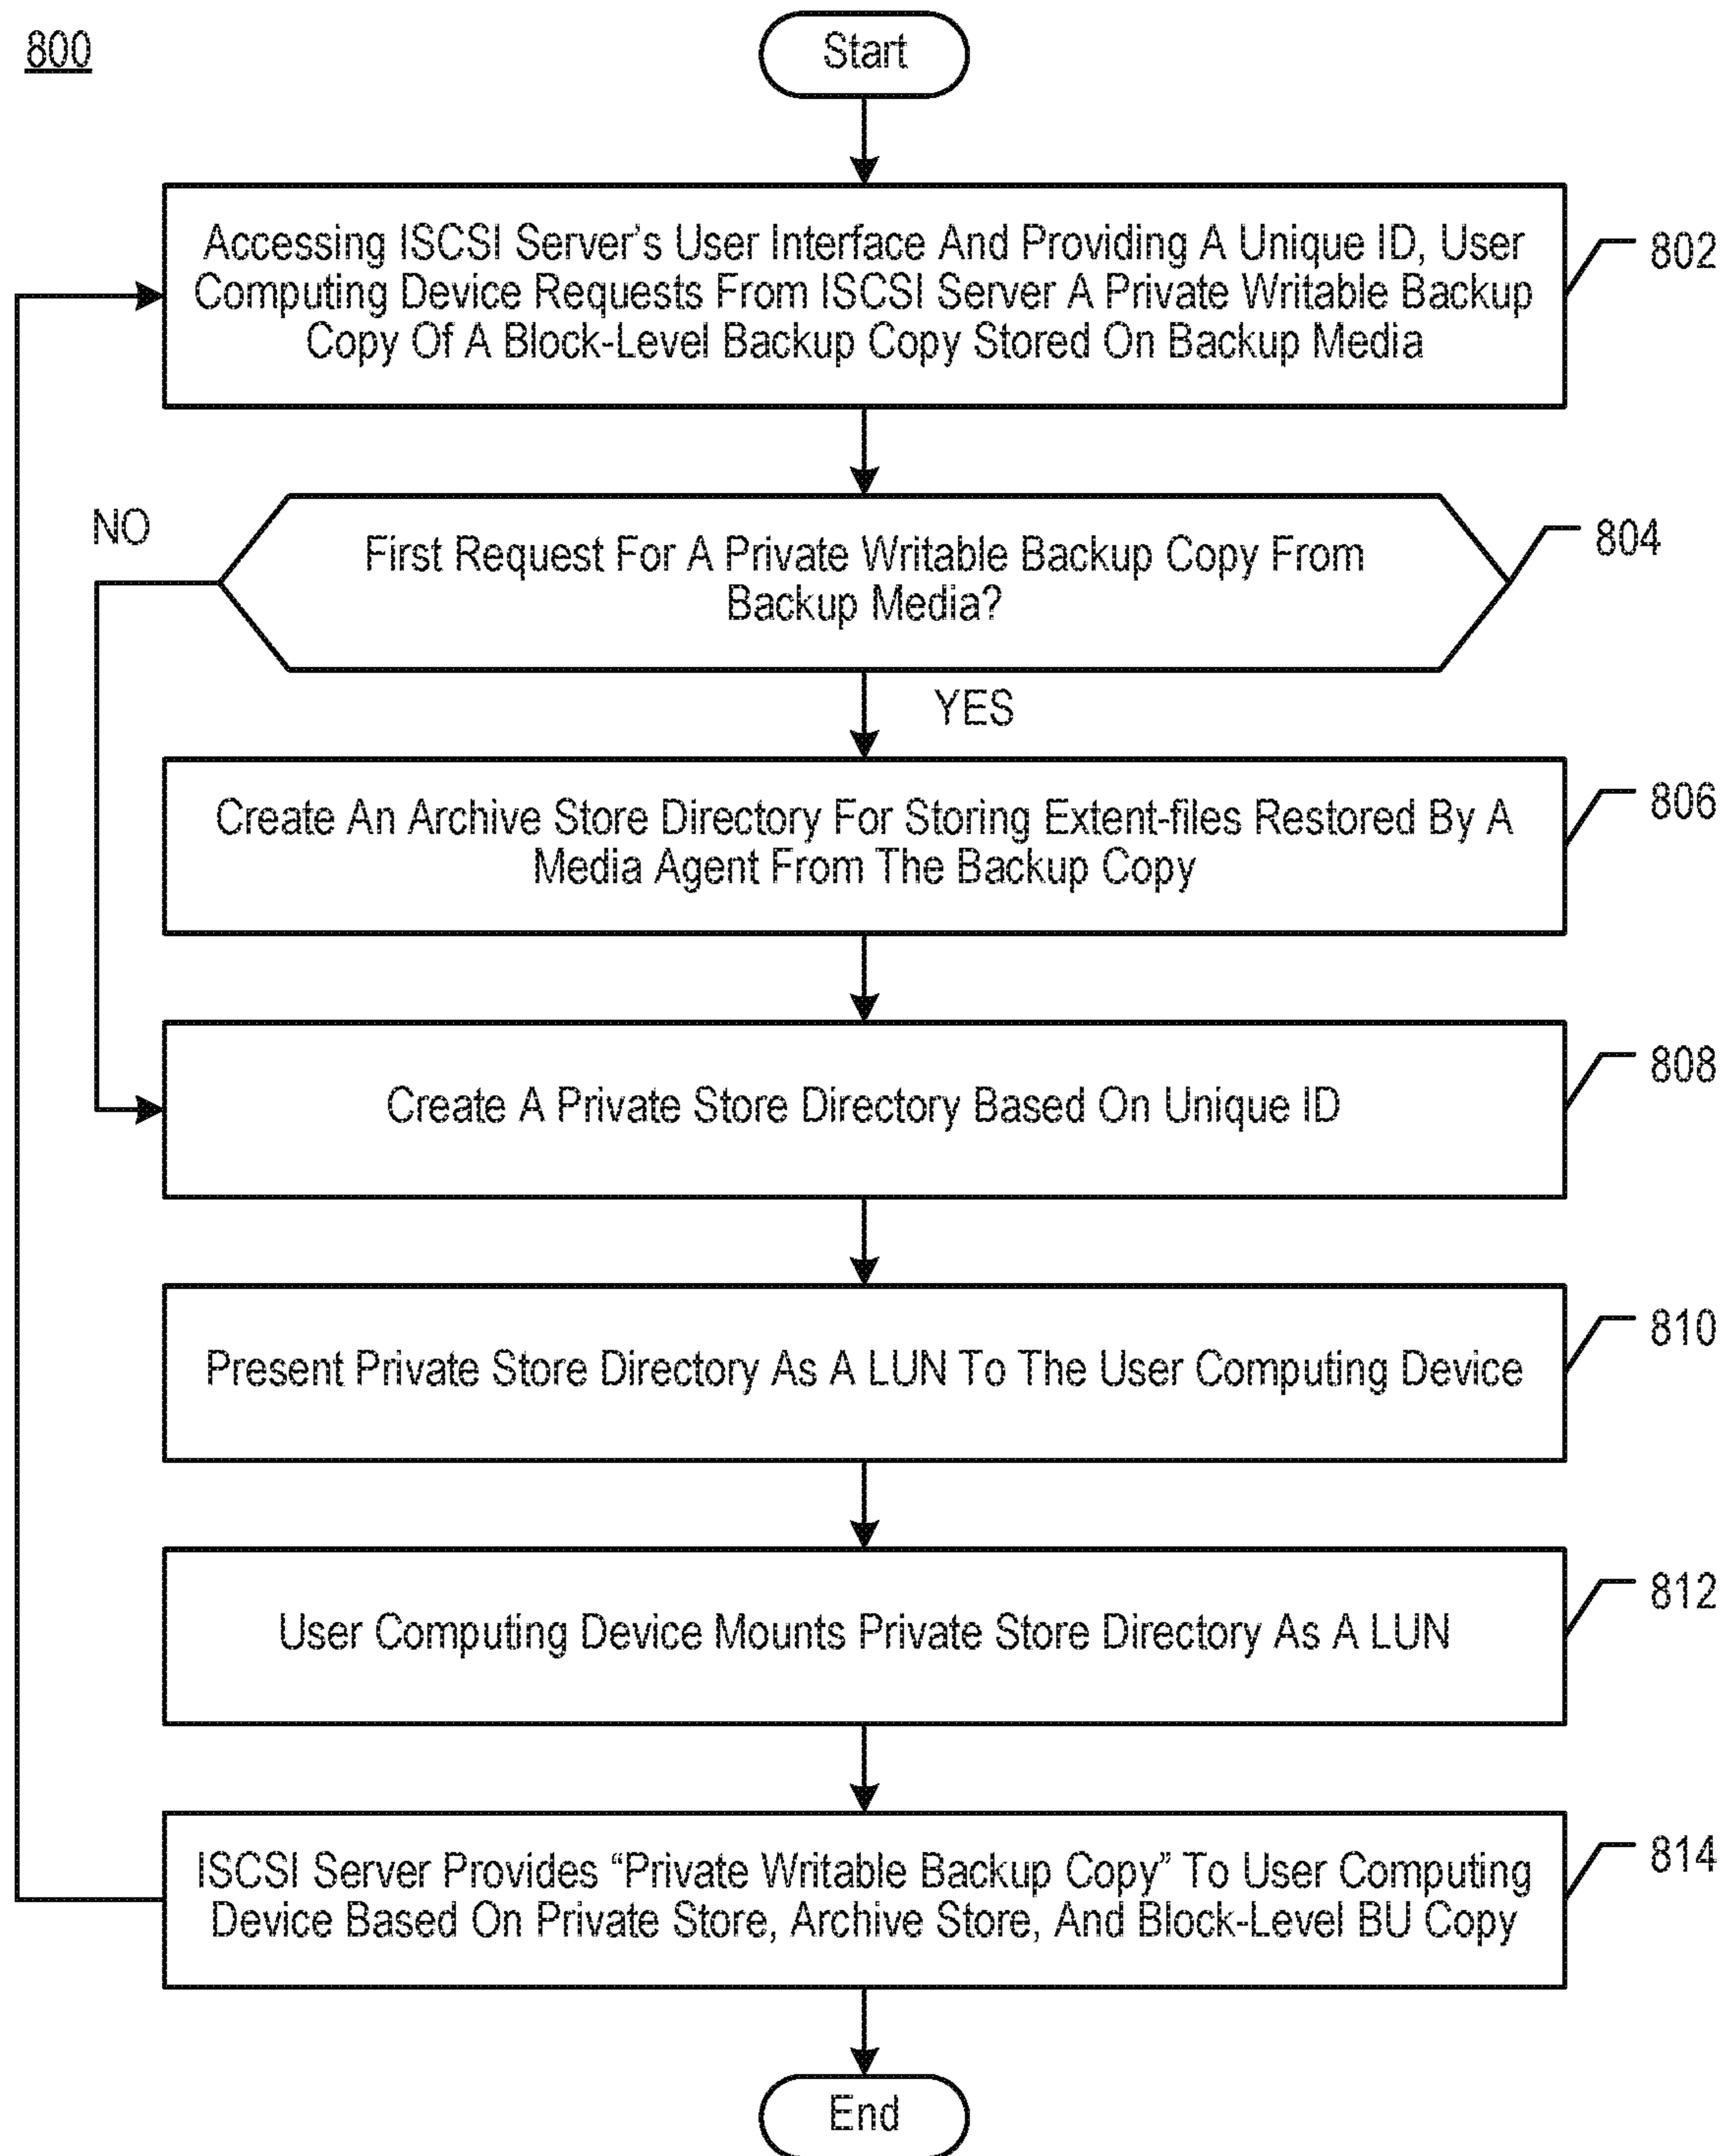 800
Start
Accessing ISCSI Server's User Interface And Providing A Unique ID, User
Computing Device Requests From ISCSI Server A Private Writable Backup
Copy Of A Block-Level Backup Copy Stored On Backup Media
802
NO
First Request For A Private Writable Backup Copy From
Backup Media?
804
YES
Create An Archive Store Directory For Storing Extent-files Restored By A
Media Agent From The Backup Copy
806
Create A Private Store Directory Based On Unique ID
808
Present Private Store Directory As A LUN To The User Computing Device
810
User Computing Device Mounts Private Store Directory As A LUN
812
ISCSI Server Provides “Private Writable Backup Copy” To User Computing
Device Based On Private Store, Archive Store, And Block-Level BU Copy
814
End